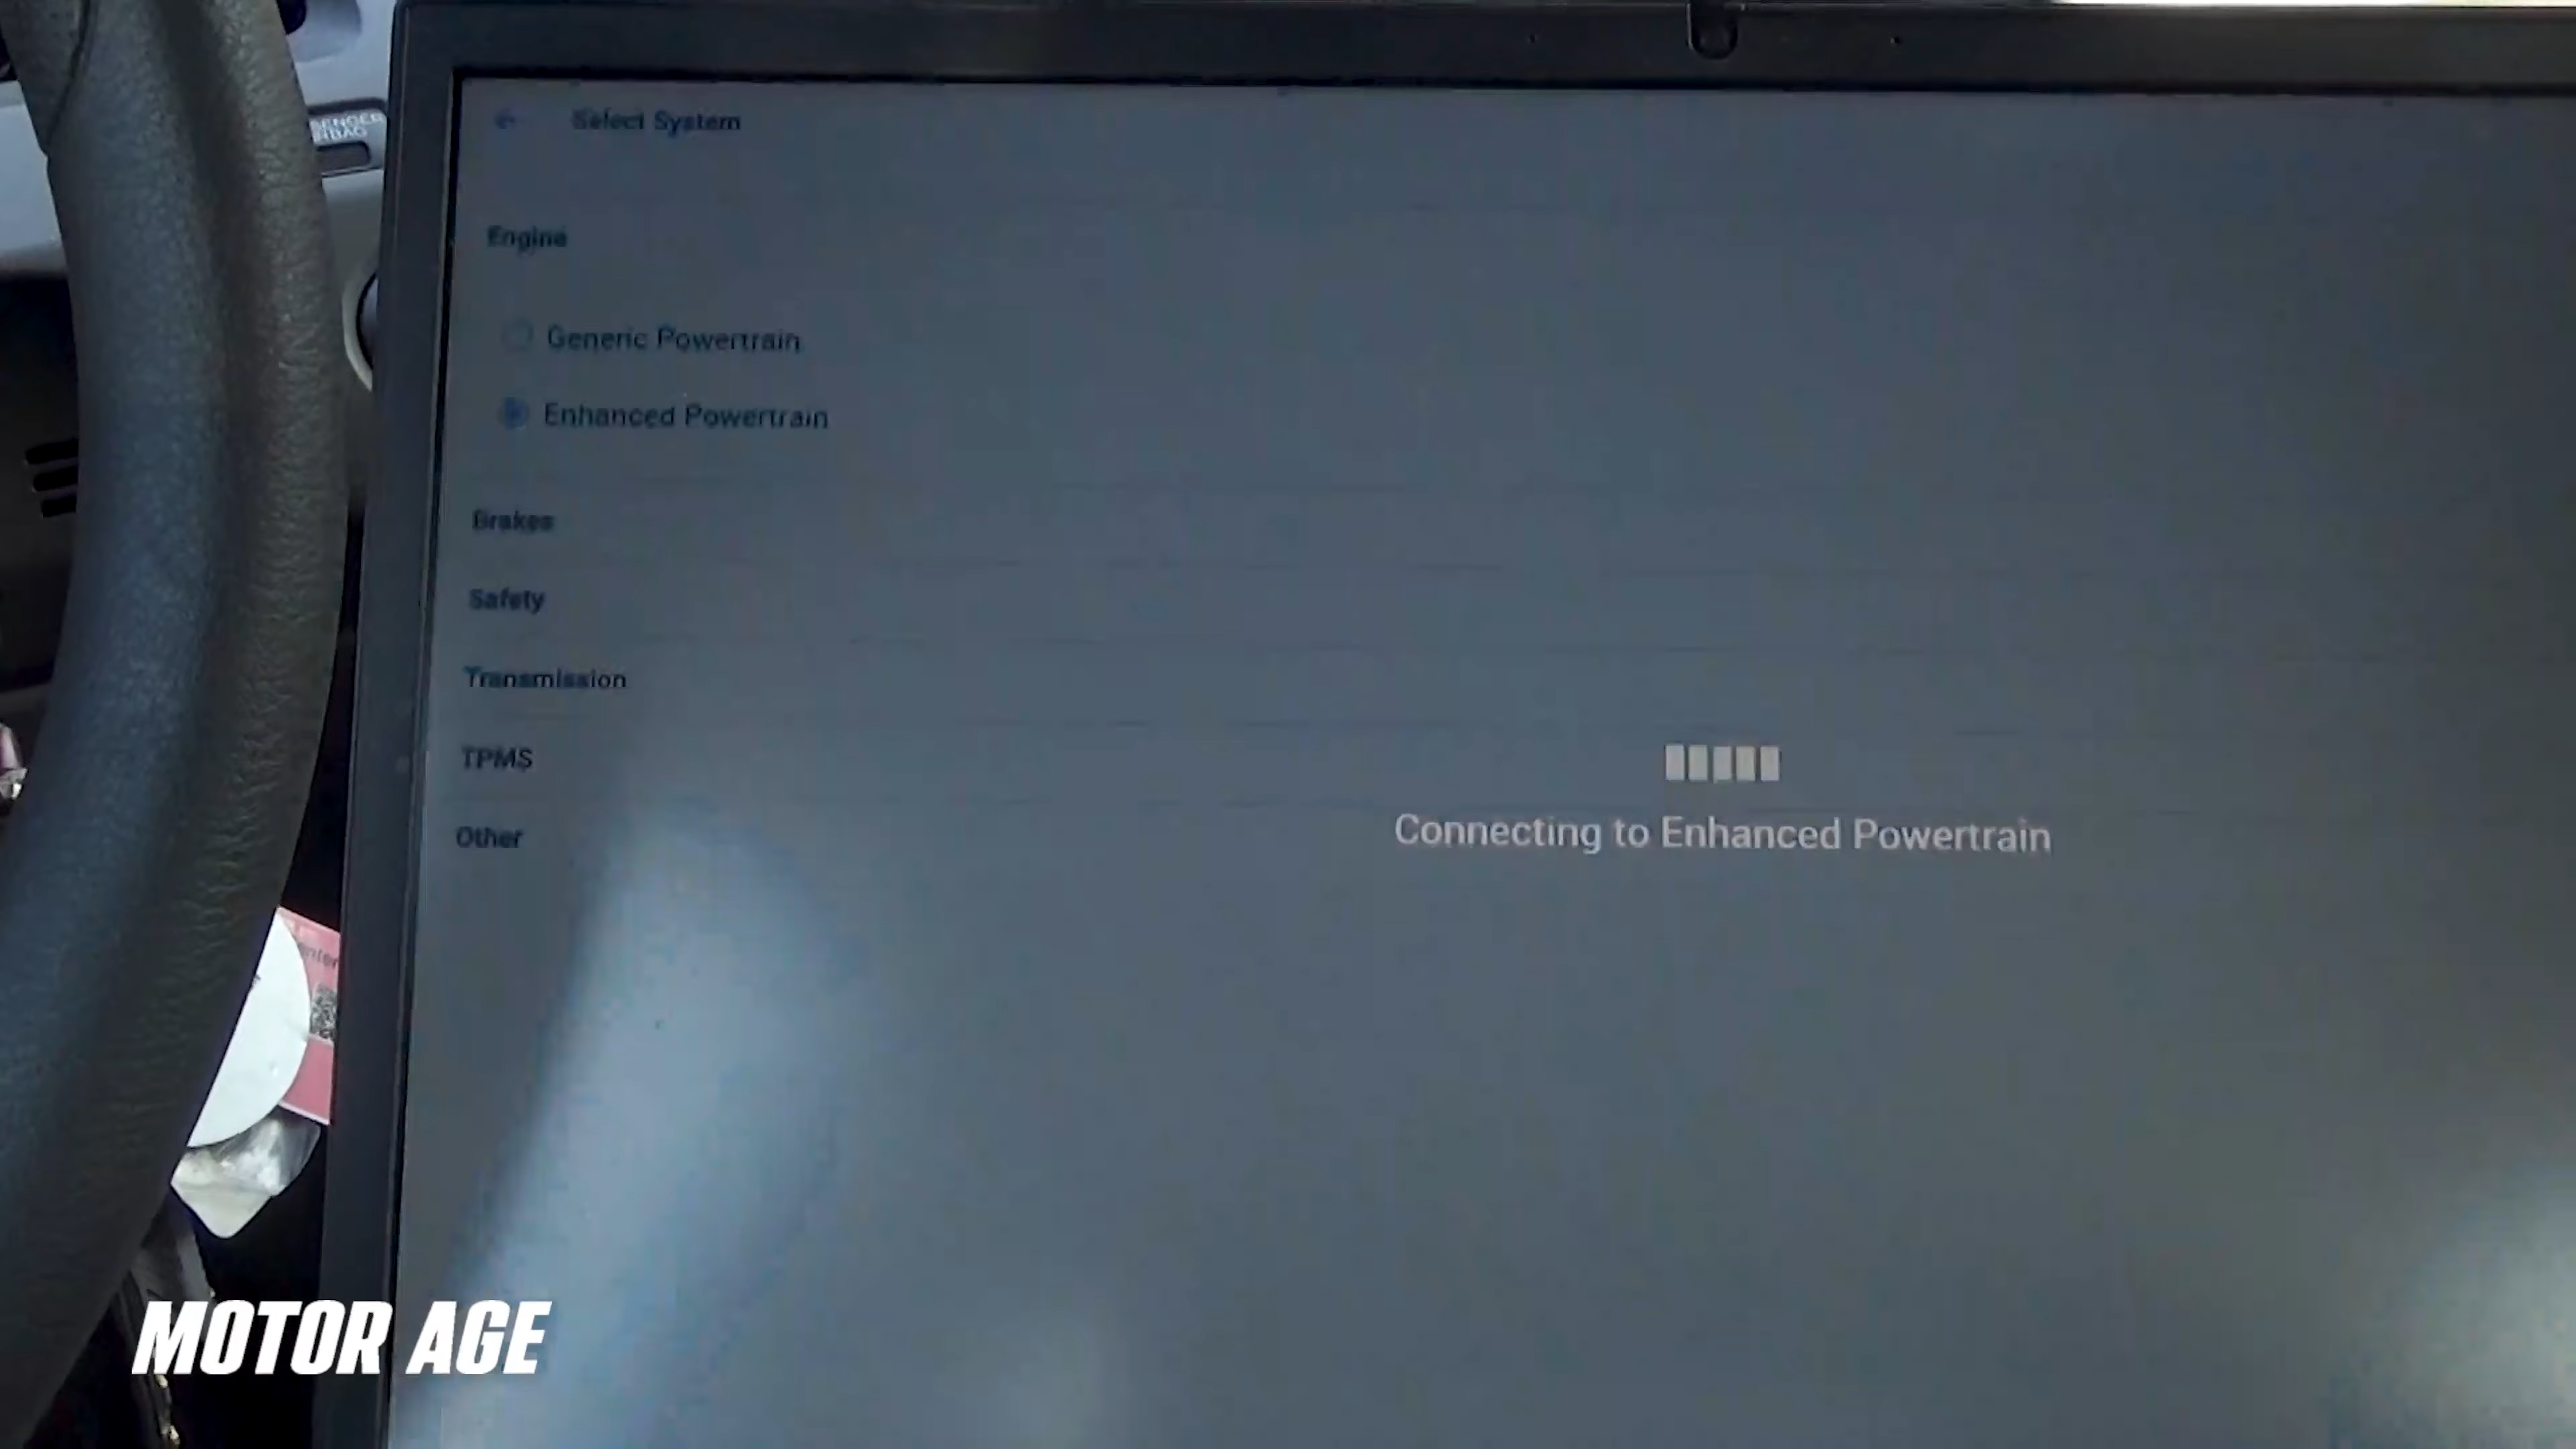 Select System
Engine
Generic Powertrain
Enhanced Powertrain
Brakes
Safety
Transmission
TPMS
Other
Connecting to Enhanced Powertrain
MOTOR AGE